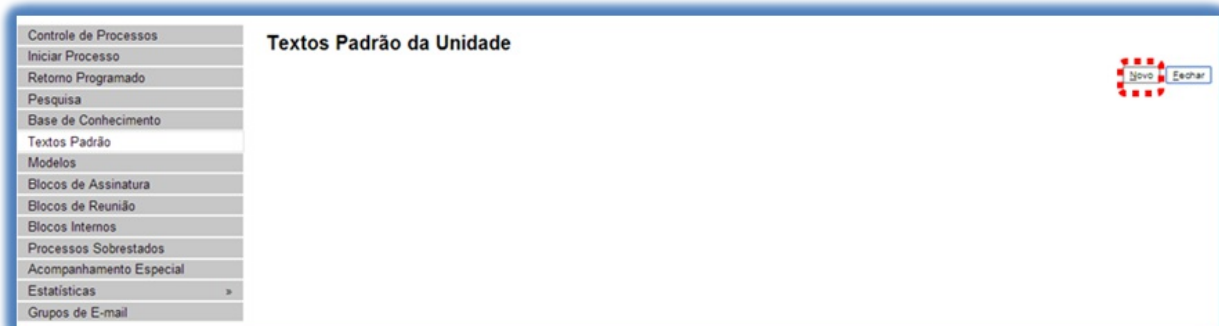 Controle de Processos
Iniciar Processo
Retorno Programado
Pesquisa
Base de Conhecimento
Textos Padrão
Modelos
Blocos de Assinatura
Blocos de Reunião
Blocos Internos
Processos Sobrestados
Acompanhamento Especial
Estatísticas »
Grupos de E-mail
Textos Padrão da Unidade
Novo Fechar